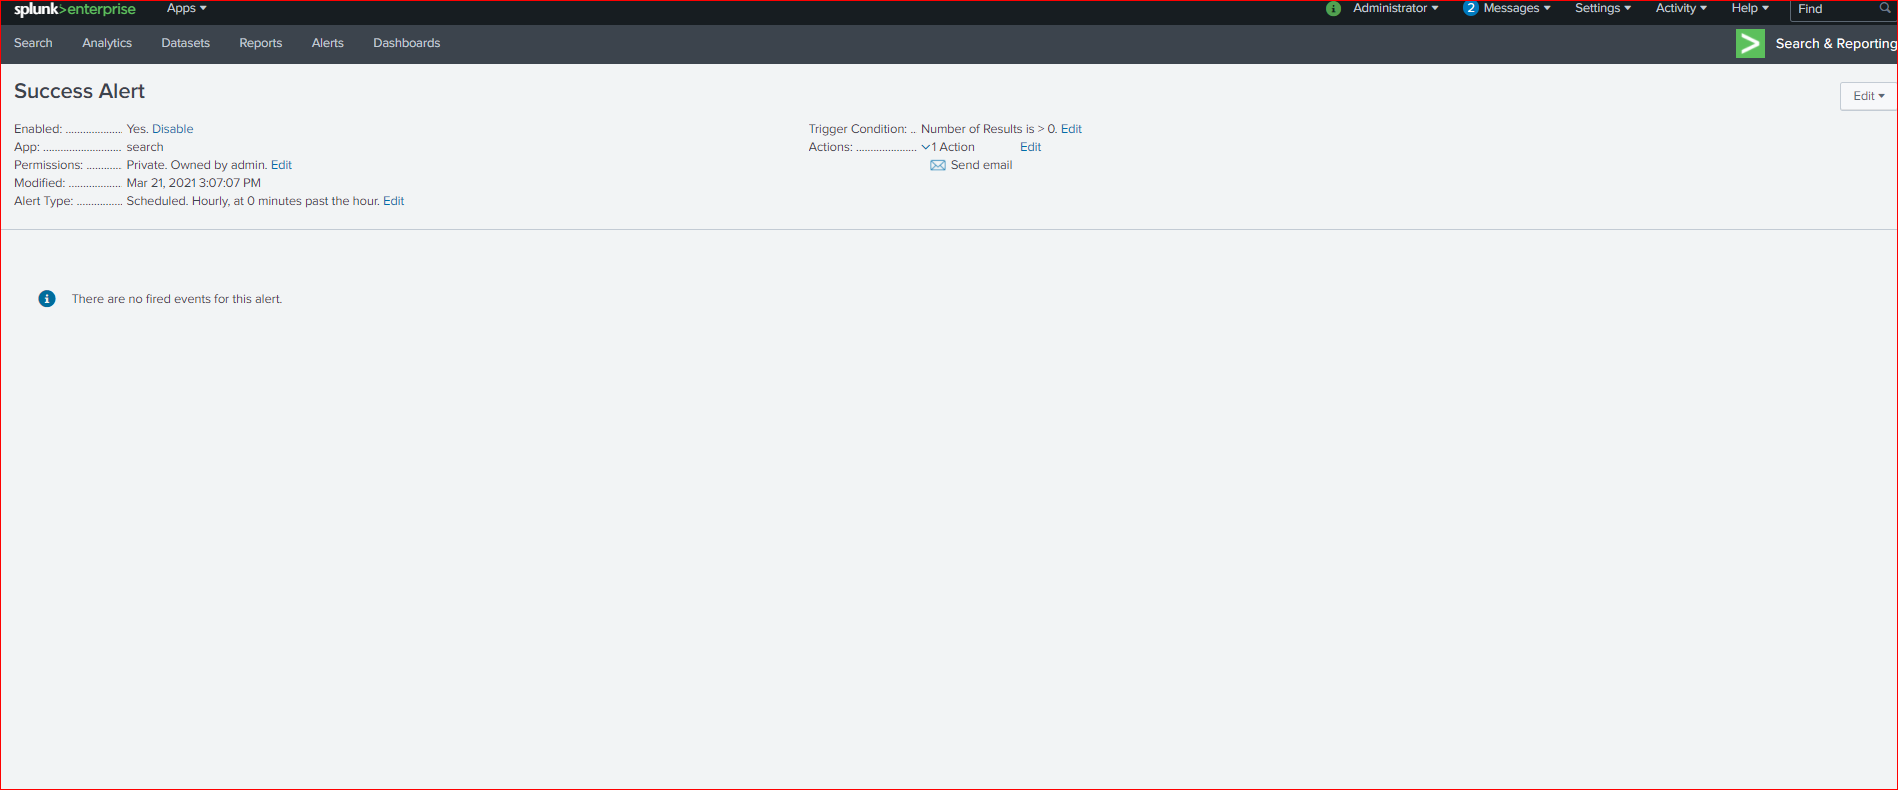 splunk>enterprise Apps Administrator 2 Messages Settings Activity Help Find
Search Analytics Datasets Reports Alerts Dashboards Search & Reporting
Success Alert Edit
Enabled: .................... Yes. Disable
App: ........................... search
Permissions: ............ Private. Owned by admin. Edit
Modified: ................... Mar 21, 2021 3:07:07 PM
Alert Type: ................ Scheduled. Hourly, at 0 minutes past the hour. Edit
Trigger Condition: .. Number of Results is > 0. Edit
Actions: ..................... 1 Action Edit
Send email
There are no fired events for this alert.